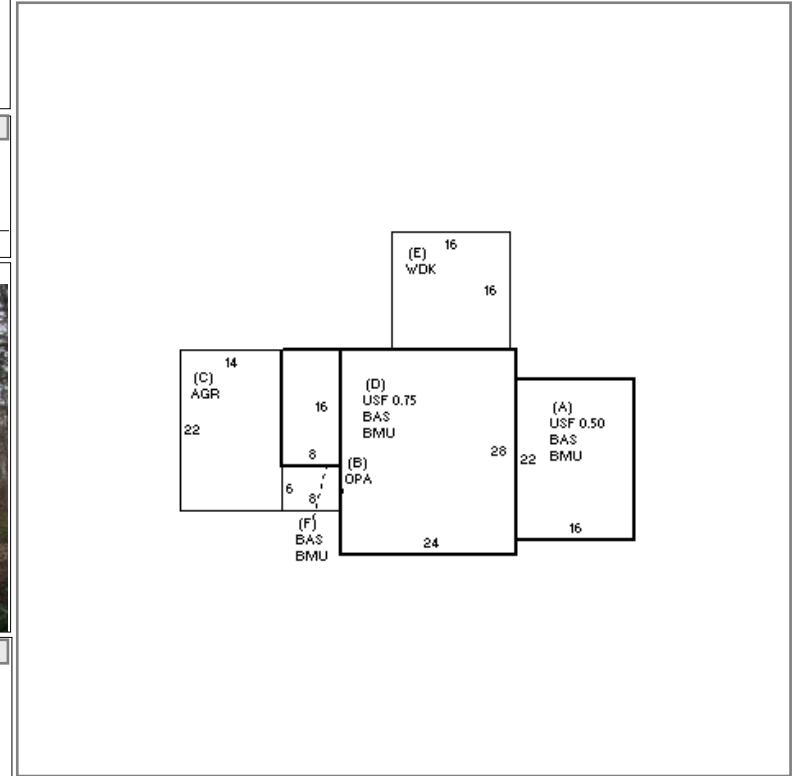 16
(E)
WDK
16
14
(C)
AGR
22
16
8
(D)
USF 0.75
BAS
BMU
28
(A)
USF 0.50
BAS
BMU
22
16
(B)
OPA
6
8
(F)
BAS
BMU
24